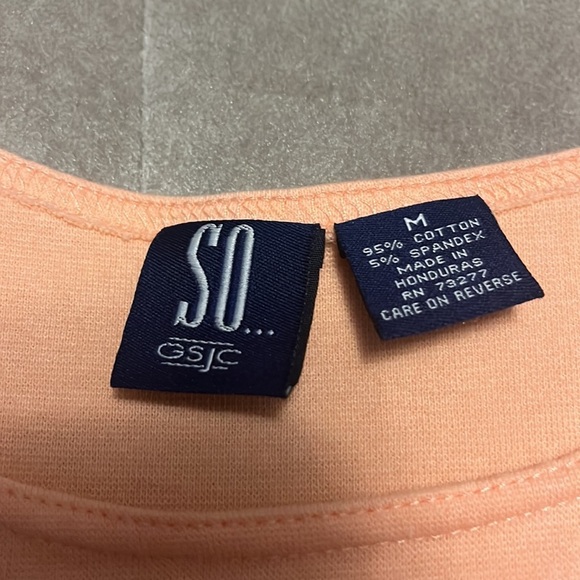 SO...
GSJC
M
95% COTTON
5% SPANDEX
MADE IN
HONDURAS
RN 73277
CARE ON REVERSE